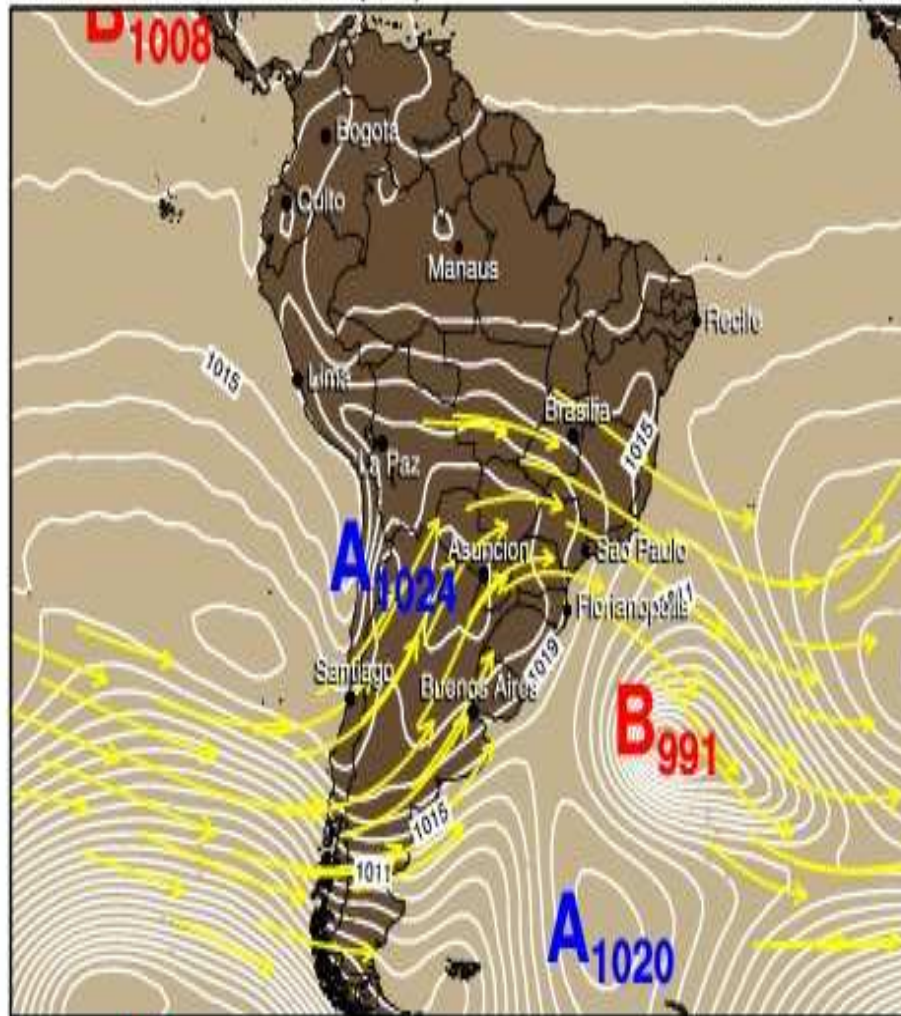 B1008
Bogota
Quito
Manaus
Recife
1015
Lima
Brasilia
1015
La Paz
A1024
Asuncion
Sao Paulo
Florianopolis
1019
Santiago
Buenos Aires
B991
1015
1011
A1020